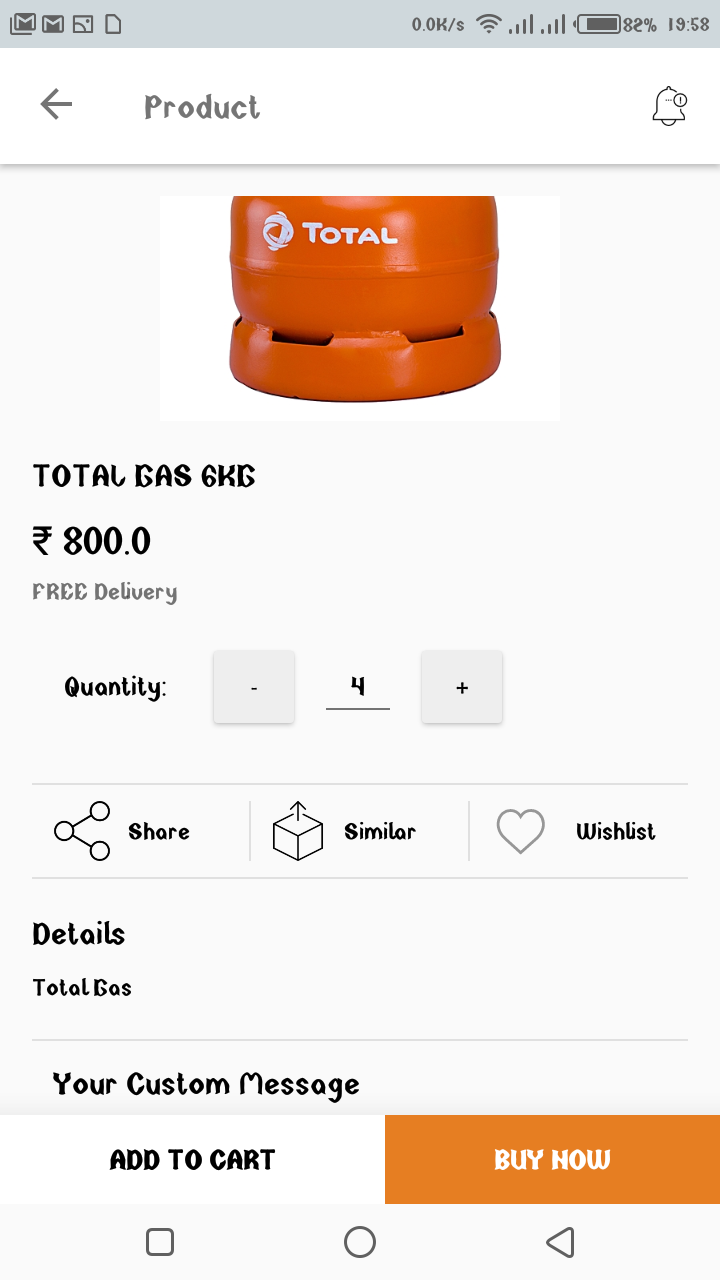 0.0K/s 82% 19:58
Product
TOTAL
TOTAL GAS 6KG
₹ 800.0
FREE Delivery
Quantity: - 4 +
Share Similar Wishlist
Details
Total Gas
Your Custom Message
ADD TO CART BUY NOW